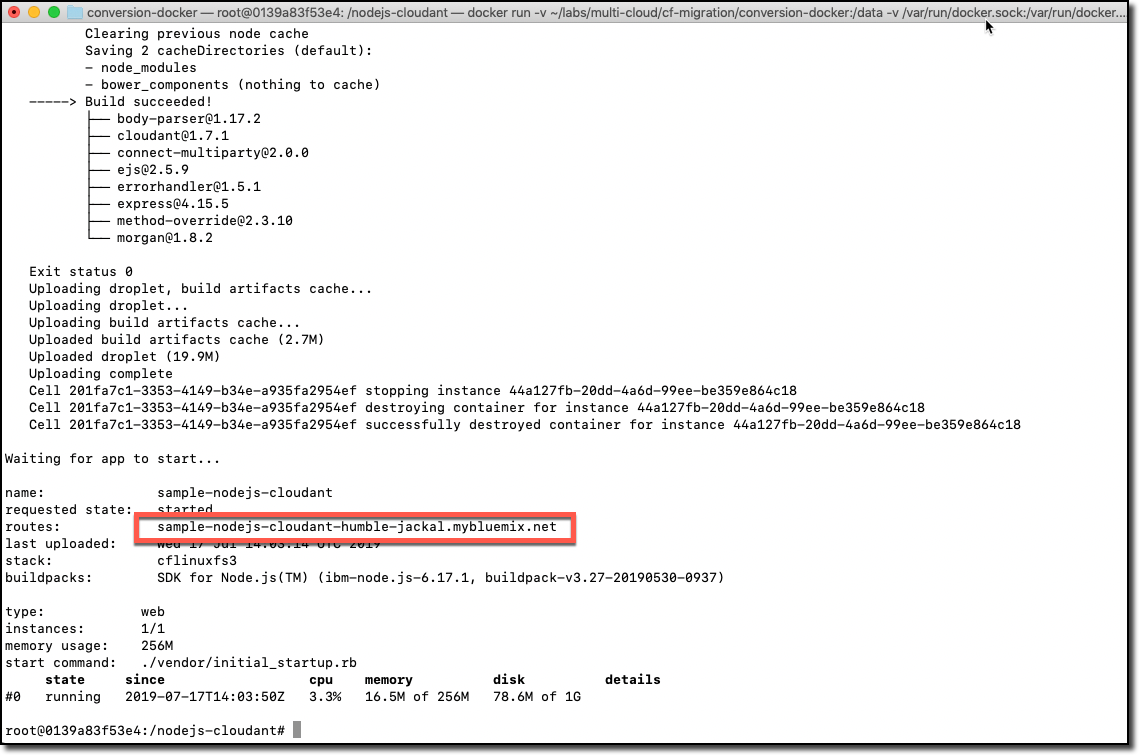 conversion-docker — root@0139a83f53e4: /nodejs-cloudant — docker run -v ~/labs/multi-cloud/cf-migration/conversion-docker:/data -v /var/run/docker.sock:/var/run/docker....
Clearing previous node cache
Saving 2 cacheDirectories (default):
- node_modules
- bower_components (nothing to cache)
-----> Build succeeded!
├── body-parser@1.17.2
├── cloudant@1.7.1
├── connect-multiparty@2.0.0
├── ejs@2.5.9
├── errorhandler@1.5.1
├── express@4.15.5
├── method-override@2.3.10
└── morgan@1.8.2
Exit status 0
Uploading droplet, build artifacts cache...
Uploading droplet...
Uploading build artifacts cache...
Uploaded build artifacts cache (2.7M)
Uploaded droplet (19.9M)
Uploading complete
Cell 201fa7c1-3353-4149-b34e-a935fa2954ef stopping instance 44a127fb-20dd-4a6d-99ee-be359e864c18
Cell 201fa7c1-3353-4149-b34e-a935fa2954ef destroying container for instance 44a127fb-20dd-4a6d-99ee-be359e864c18
Cell 201fa7c1-3353-4149-b34e-a935fa2954ef successfully destroyed container for instance 44a127fb-20dd-4a6d-99ee-be359e864c18
Waiting for app to start...
name: sample-nodejs-cloudant
requested state: started
routes: sample-nodejs-cloudant-humble-jackal.mybluemix.net
last uploaded: Wed 17 Jul 14:03:14 UTC 2019
stack: cflinuxfs3
buildpacks: SDK for Node.js(TM) (ibm-node.js-6.17.1, buildpack-v3.27-20190530-0937)
type: web
instances: 1/1
memory usage: 256M
start command: ./vendor/initial_startup.rb
state since cpu memory disk details
#0 running 2019-07-17T14:03:50Z 3.3% 16.5M of 256M 78.6M of 1G
root@0139a83f53e4:/nodejs-cloudant#